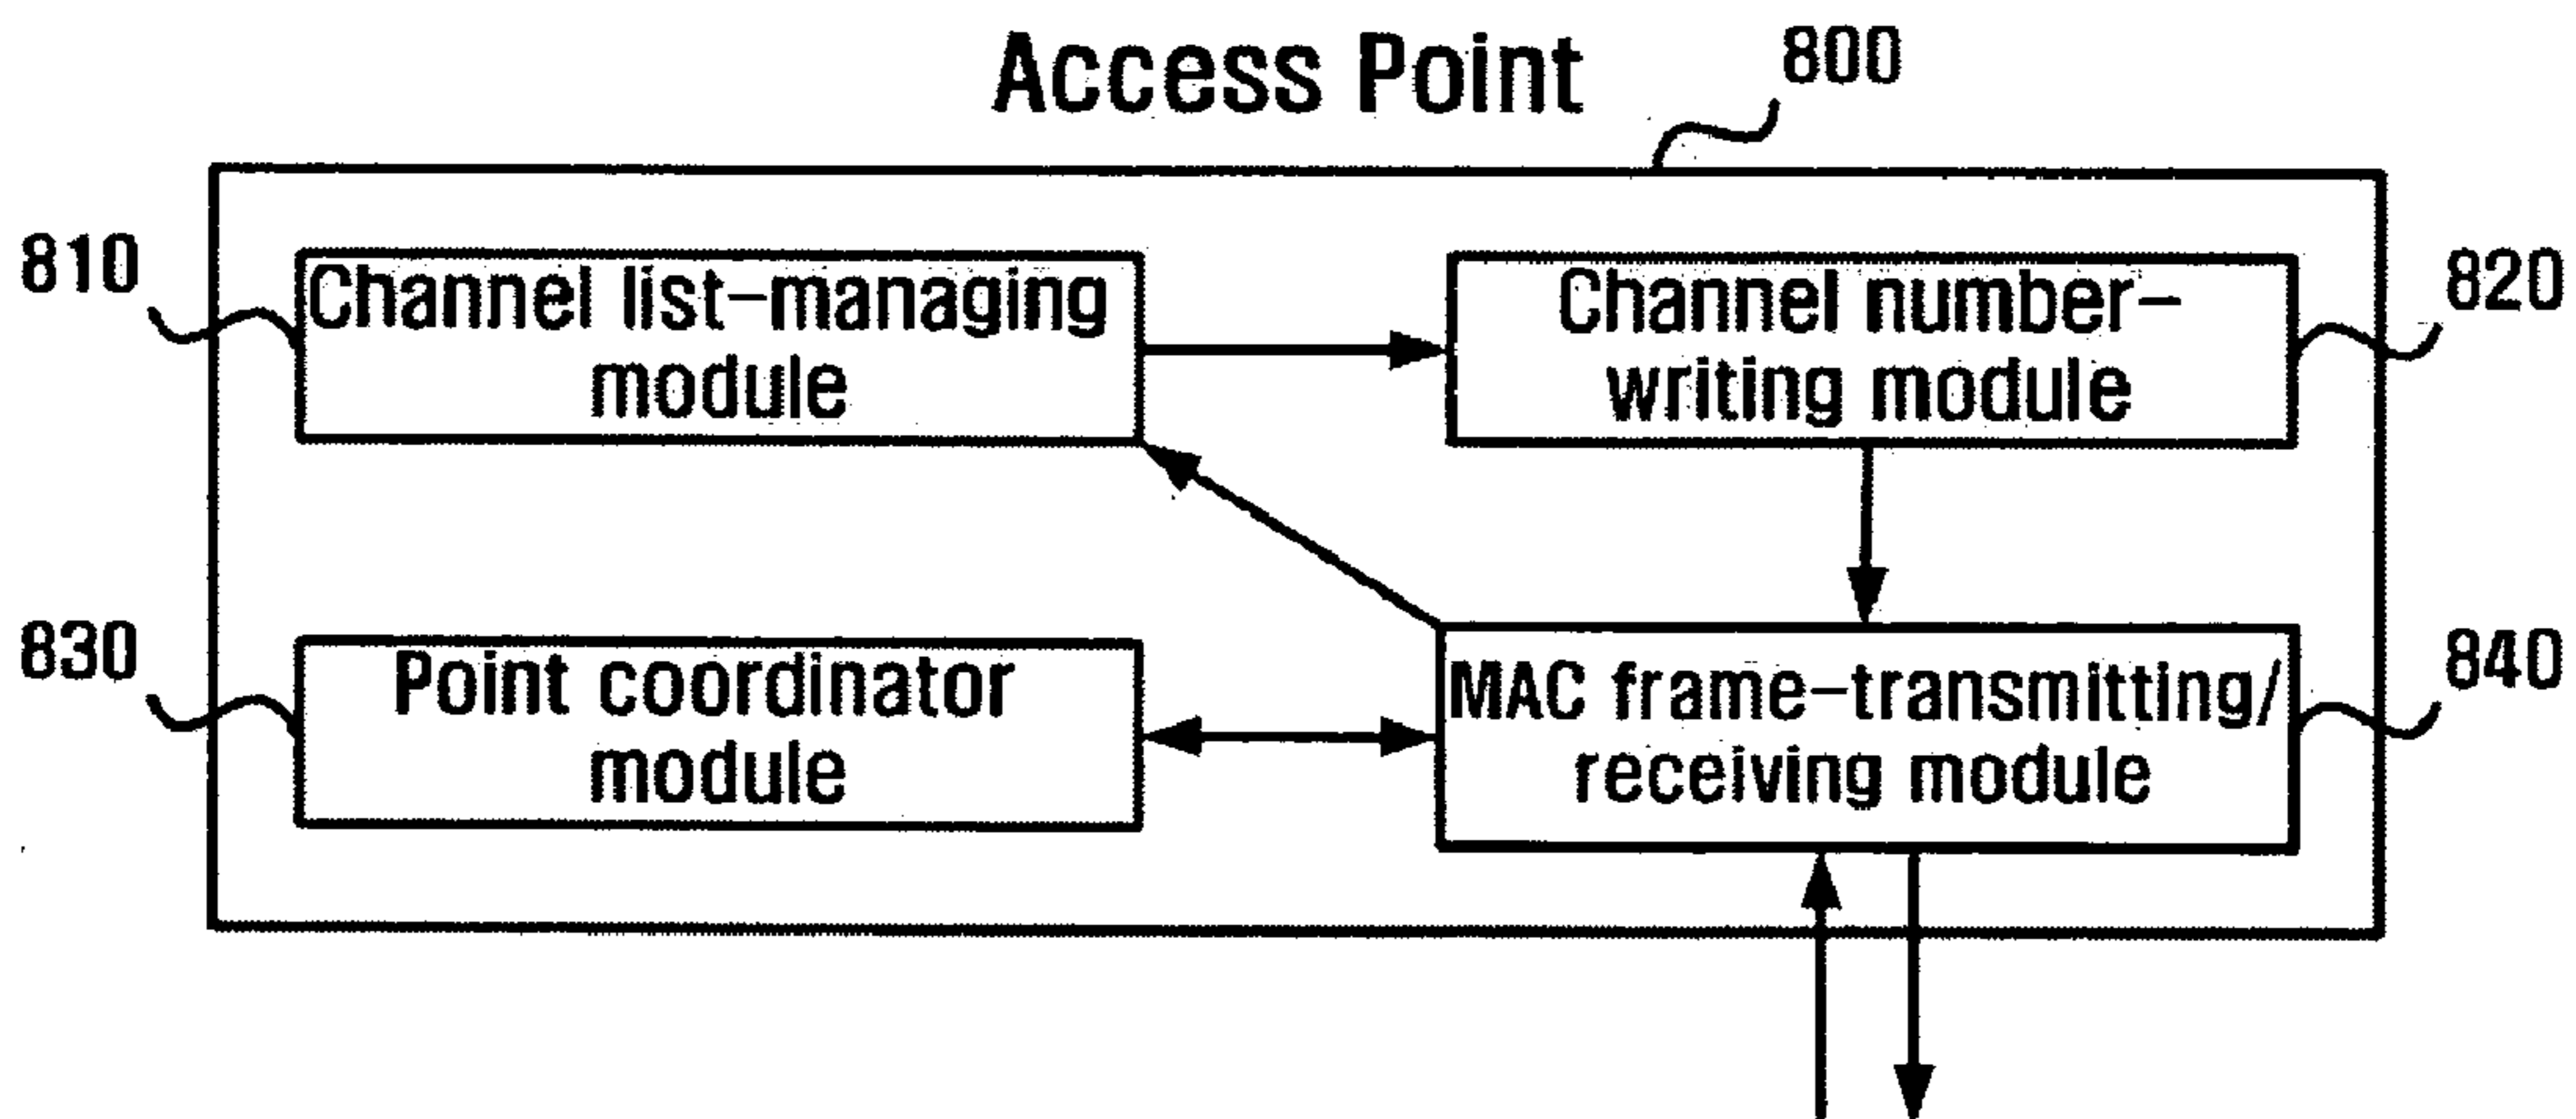 Access Point
800
810
Channel list-managing
module
Channel number-
writing module
820
830
Point coordinator
module
MAC frame-transmitting/
receiving module
840